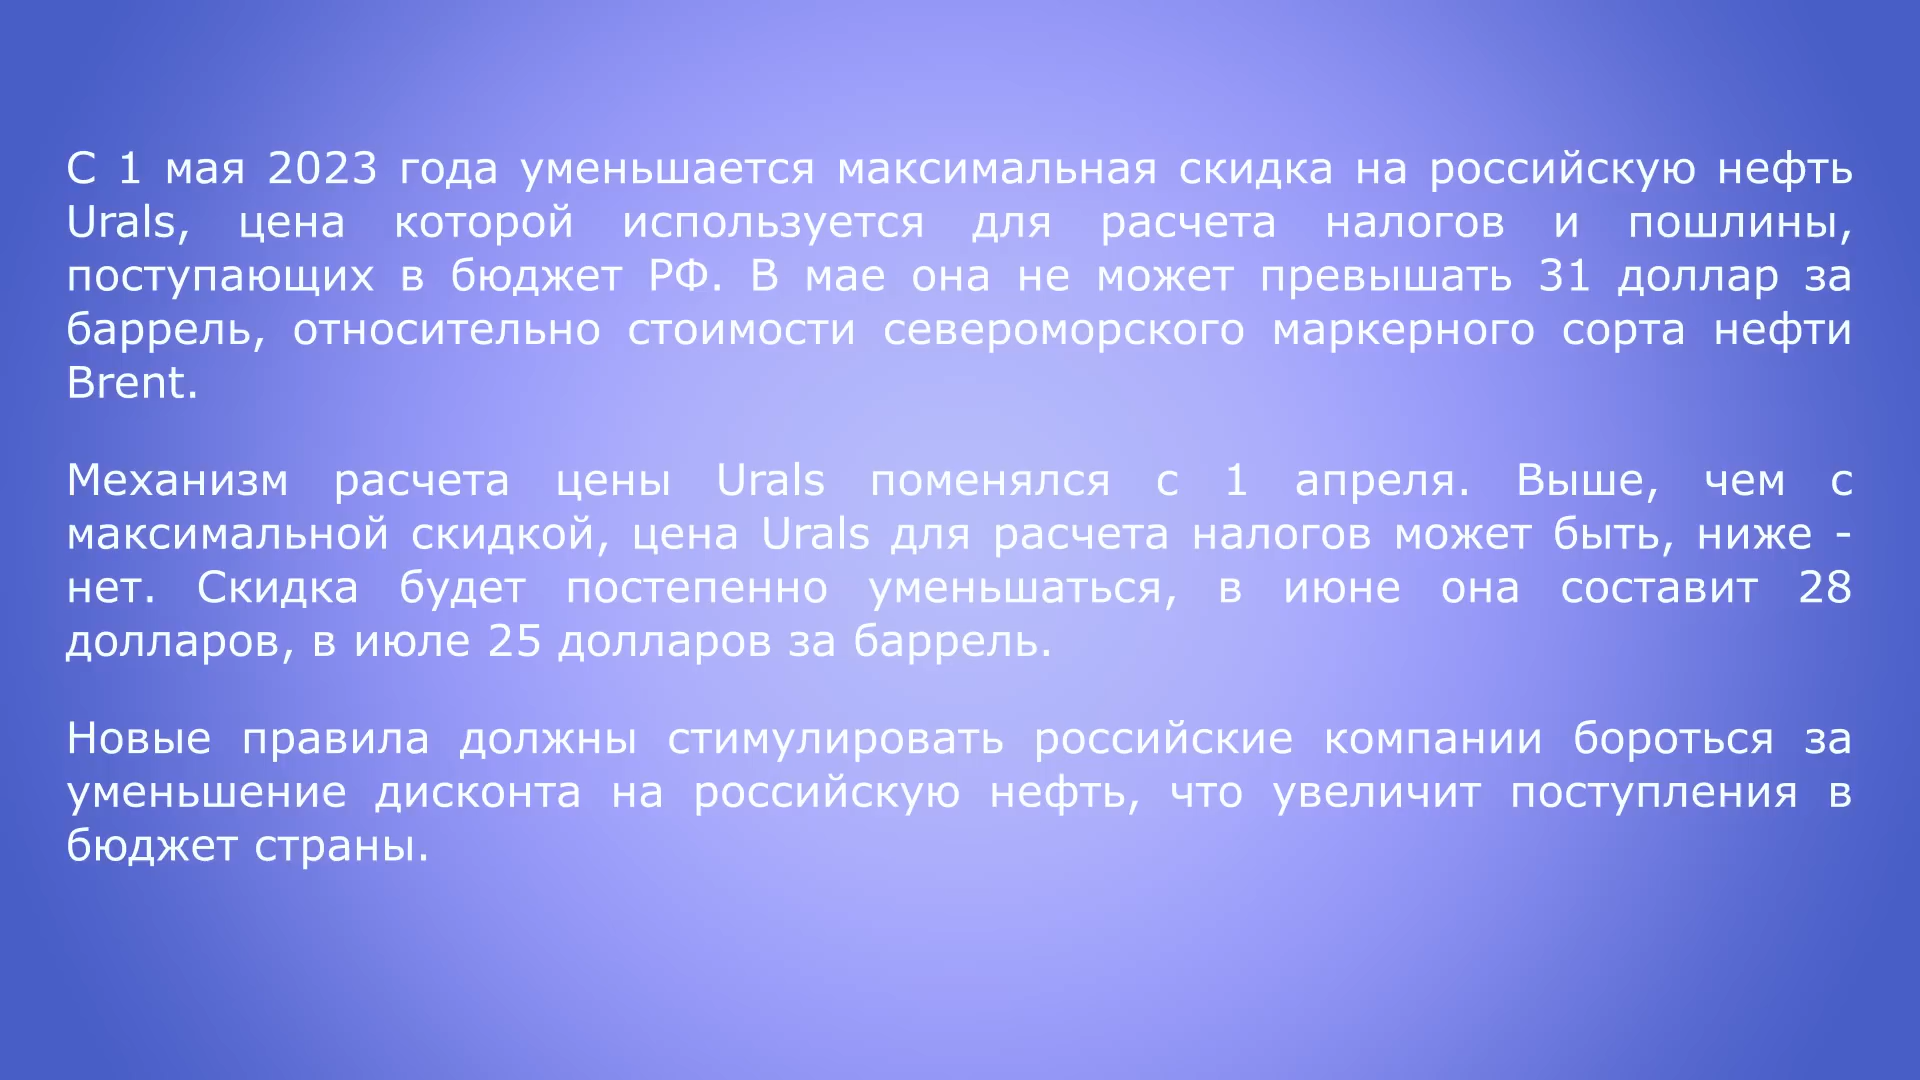 С 1 мая 2023 года уменьшается максимальная скидка на российскую нефть
Urals, цена которой используется для расчета налогов и пошлины,
поступающих в бюджет РФ. В мае она не может превышать 31 доллар за
баррель, относительно стоимости североморского маркерного сорта нефти
Brent.
Механизм расчета цены Urals поменялся с 1 апреля. Выше, чем с
максимальной скидкой, цена Urals для расчета налогов может быть, ниже -
нет. Скидка будет постепенно уменьшаться, в июне она составит 28
долларов, в июле 25 долларов за баррель.
Новые правила должны стимулировать российские компании бороться за
уменьшение дисконта на российскую нефть, что увеличит поступления в
бюджет страны.